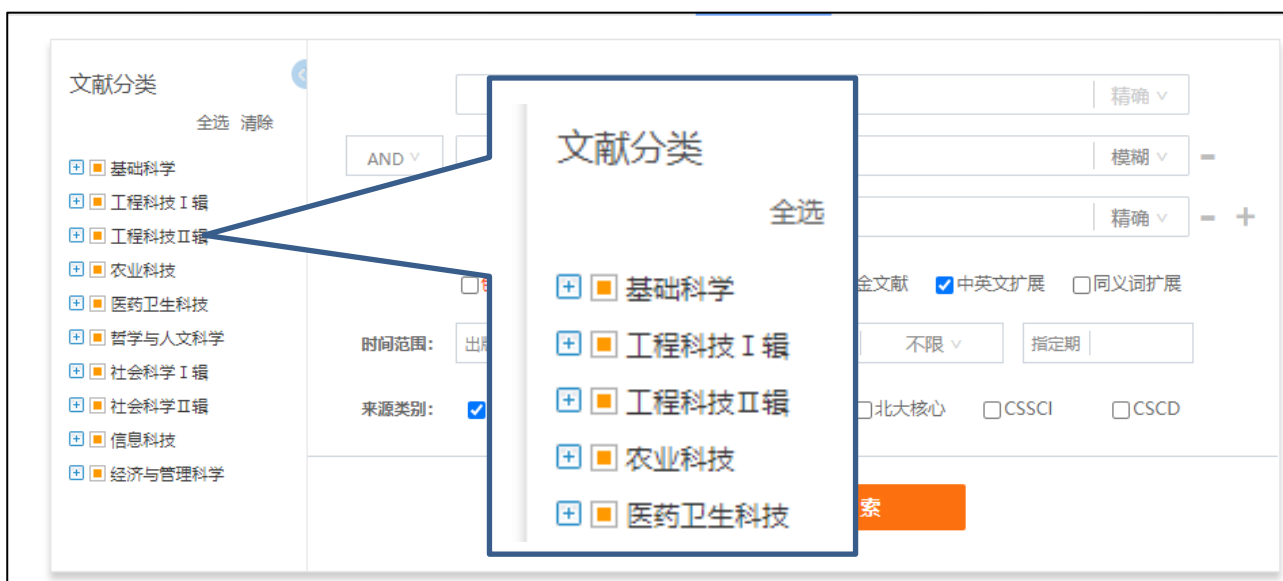 文献分类
全选 清除
基础科学
工程科技Ⅰ辑
工程科技Ⅱ辑
农业科技
医药卫生科技
哲学与人文科学
社会科学Ⅰ辑
社会科学Ⅱ辑
信息科技
经济与管理科学
精确
AND
模糊
精确
金文献 中英文扩展 同义词扩展
时间范围: 出版 不限 指定期
来源类别: 北大核心 CSSCI CSCD
索
文献分类
全选
基础科学
工程科技Ⅰ辑
工程科技Ⅱ辑
农业科技
医药卫生科技